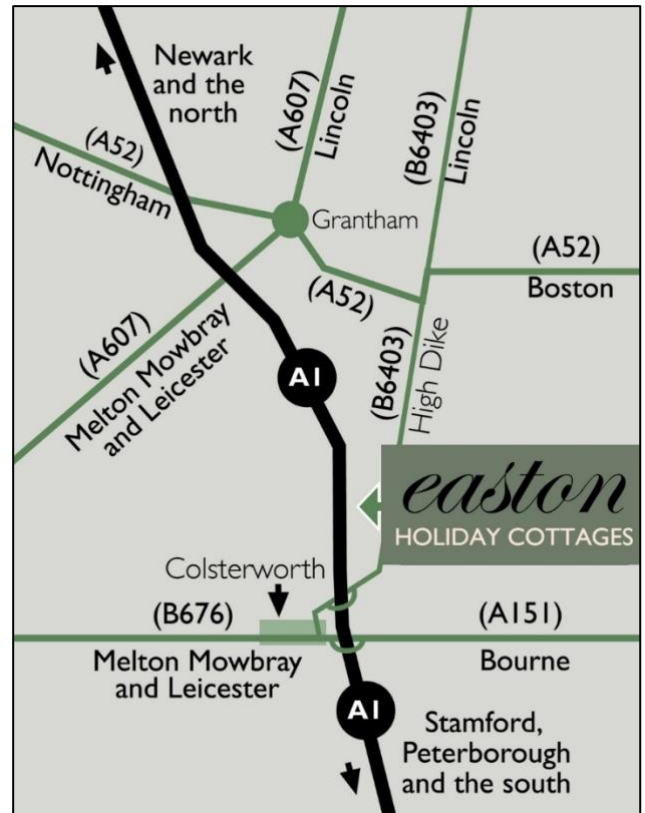 Newark
and the
north
(A607)
Lincoln
(B6403)
Lincoln
(A52)
Nottingham
Grantham
(A52)
(A52)
Boston
(A607)
Melton Mowbray
and Leicester
A1
(B6403)
High Dike
easton
HOLIDAY COTTAGES
Colsterworth
(B676)
(A151)
Melton Mowbray
and Leicester
Bourne
A1
Stamford,
Peterborough
and the south